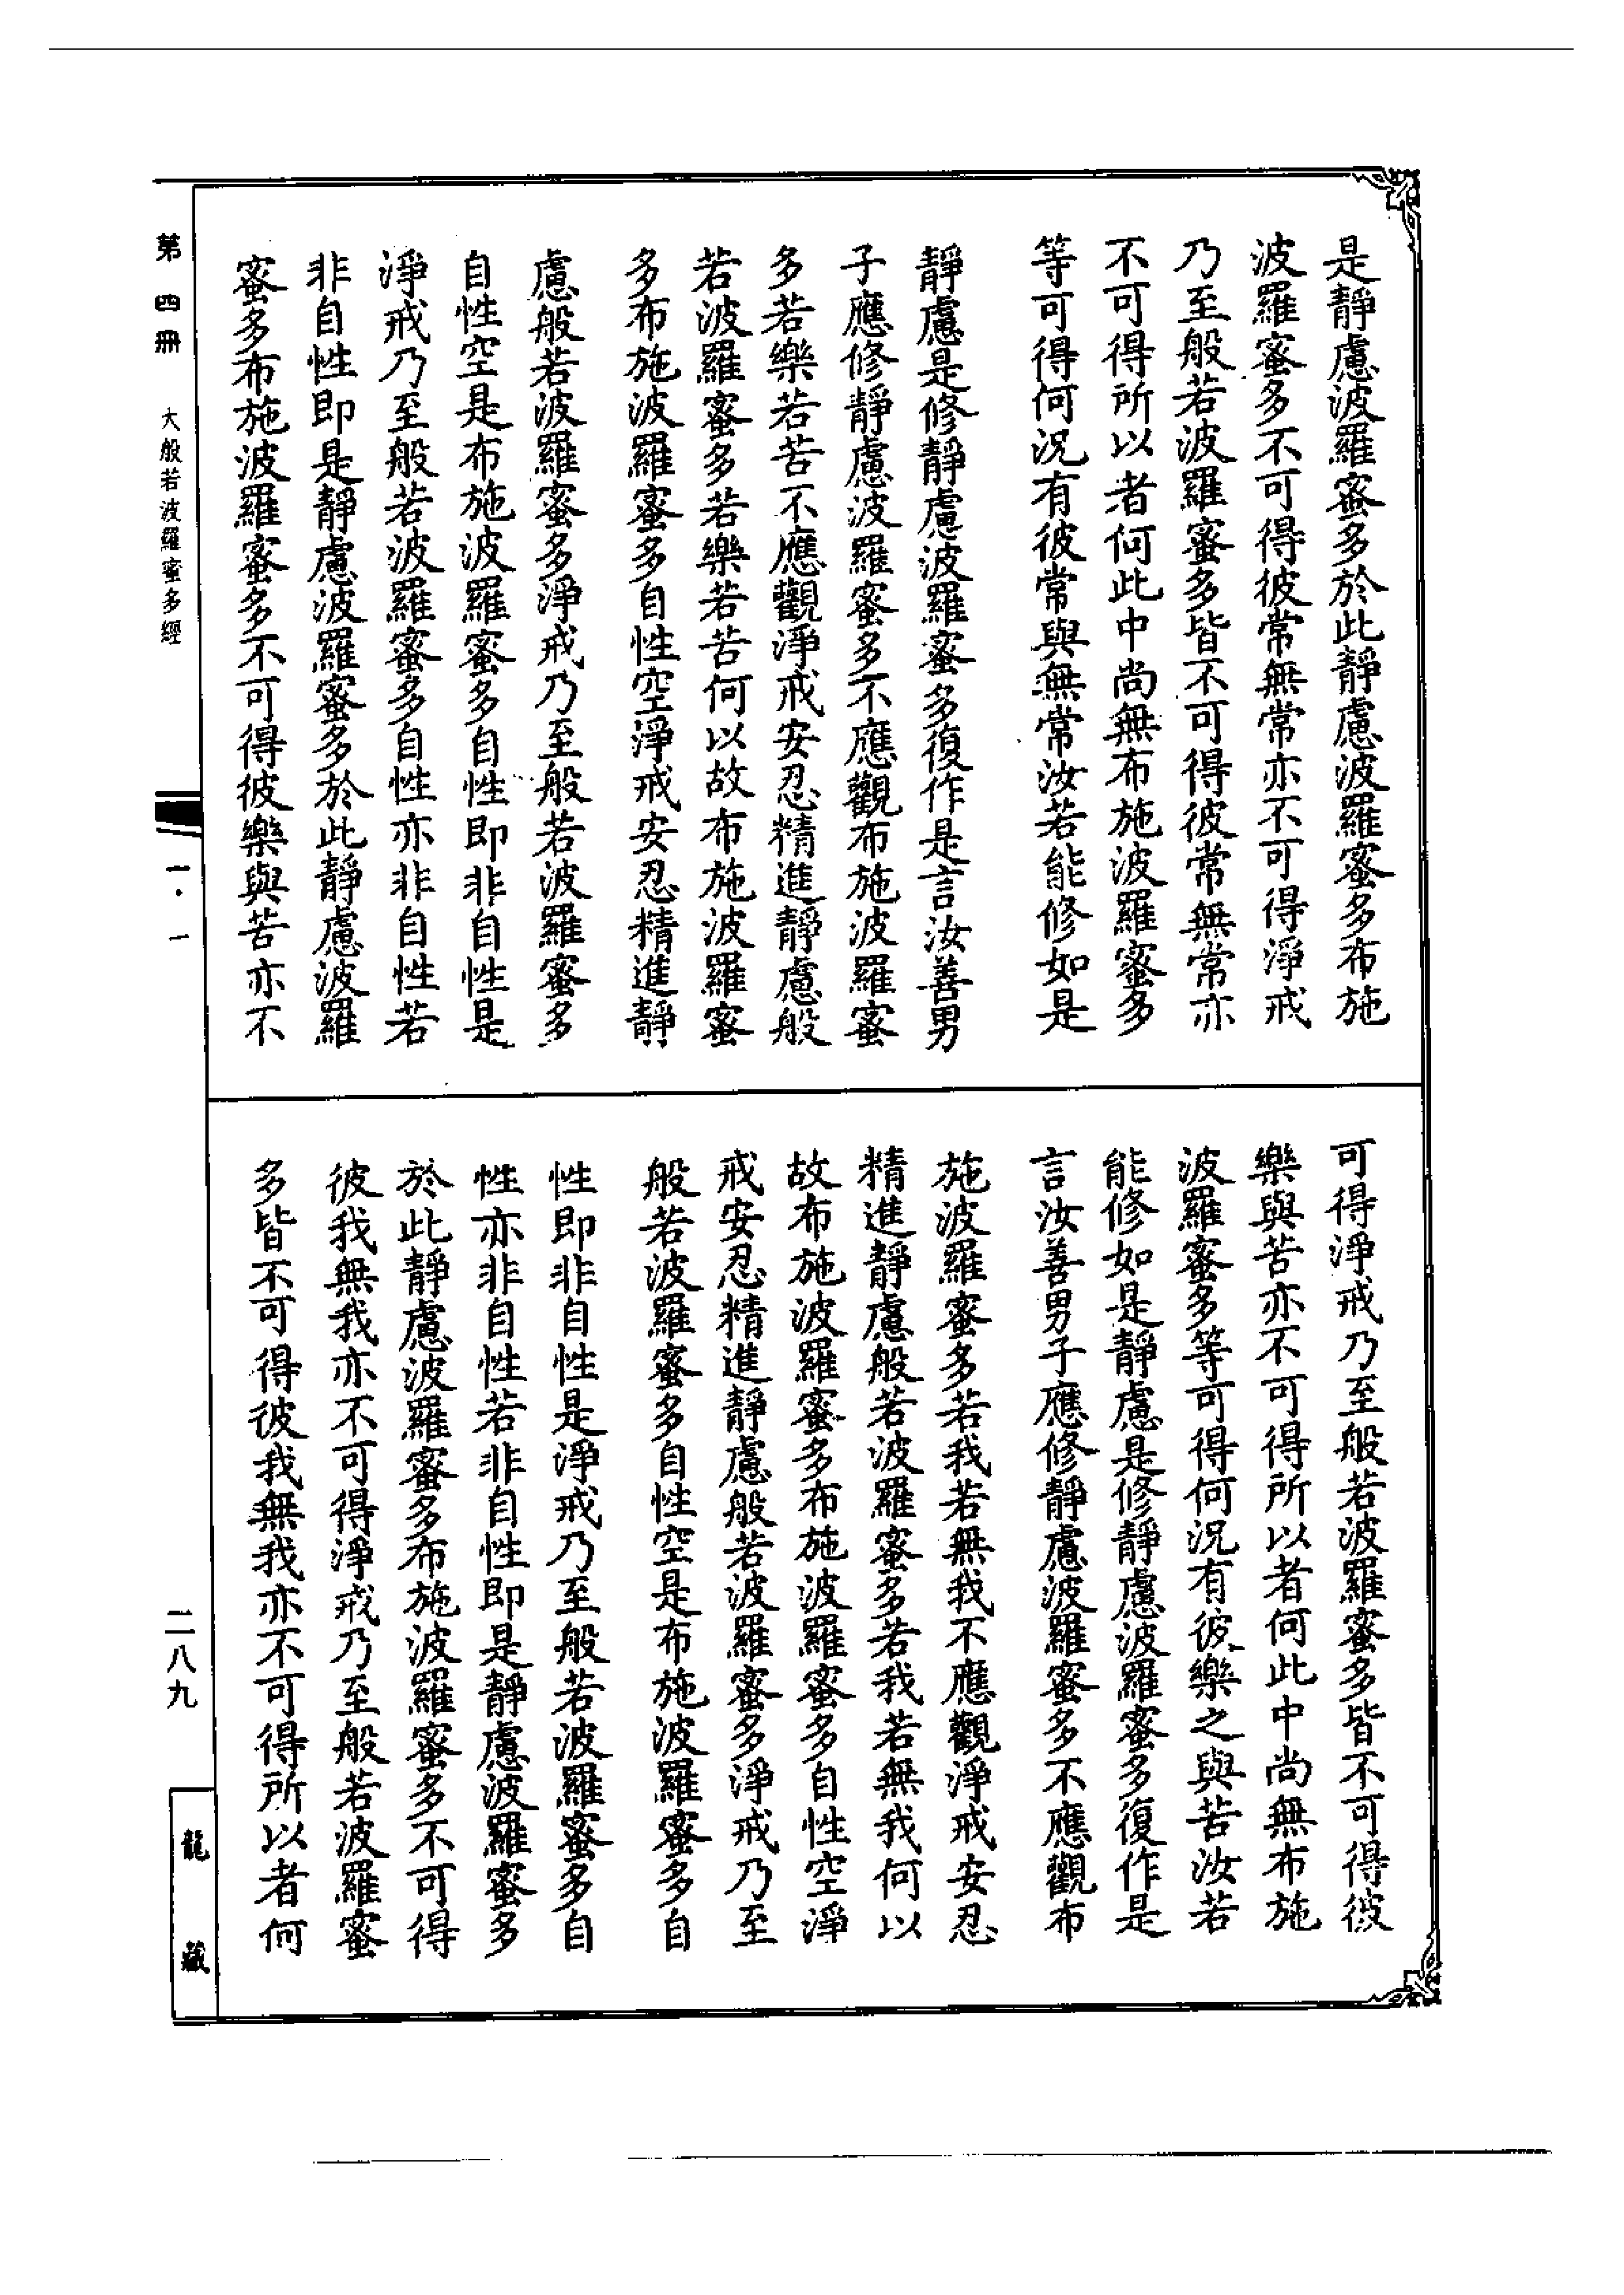 是靜慮波羅蜜多於此靜慮波羅蜜多布施
波羅蜜多不可得彼常無常亦不可得淨戒
乃至般若波羅蜜多皆不可得彼常無常亦
不可得所以者何此中尚無布施波羅蜜多
等可得何況有彼常與無常汝若能修如是
靜慮是修靜慮波羅蜜多復作是言汝善男
子應修靜慮波羅蜜多不應觀布施波羅蜜
多若樂若苦不應觀淨戒安忍精進靜慮般
若波羅蜜多若樂若苦何以故布施波羅蜜
多布施波羅蜜多自性空淨戒安忍精進靜
慮般若波羅蜜多淨戒乃至般若波羅蜜多
自性空是布施波羅蜜多自性即非自性是
淨戒乃至般若波羅蜜多自性亦非自性若
非自性即是靜慮波羅蜜多於此靜慮波羅
蜜多布施波羅蜜多不可得彼樂與苦亦不
可得淨戒乃至般若波羅蜜多皆不可得彼
樂與苦亦不可得所以者何此中尚無布施
波羅蜜多等可得何況有彼樂之與苦汝若
能修如是靜慮是修靜慮波羅蜜多復作是
言汝善男子應修靜慮波羅蜜多不應觀布
施波羅蜜多若我若無我不應觀淨戒安忍
精進靜慮般若波羅蜜多若我若無我何以
故布施波羅蜜多布施波羅蜜多自性空淨
戒安忍精進靜慮般若波羅蜜多淨戒乃至
般若波羅蜜多自性空是布施波羅蜜多自
性即非自性是淨戒乃至般若波羅蜜多自
性亦非自性若非自性即是靜慮波羅蜜多
於此靜慮波羅蜜多布施波羅蜜多不可得
彼我無我亦不可得淨戒乃至般若波羅蜜
多皆不可得彼我無我亦不可得所以者何
第四冊 大般若波羅蜜多經 一·一 二八九 龍藏